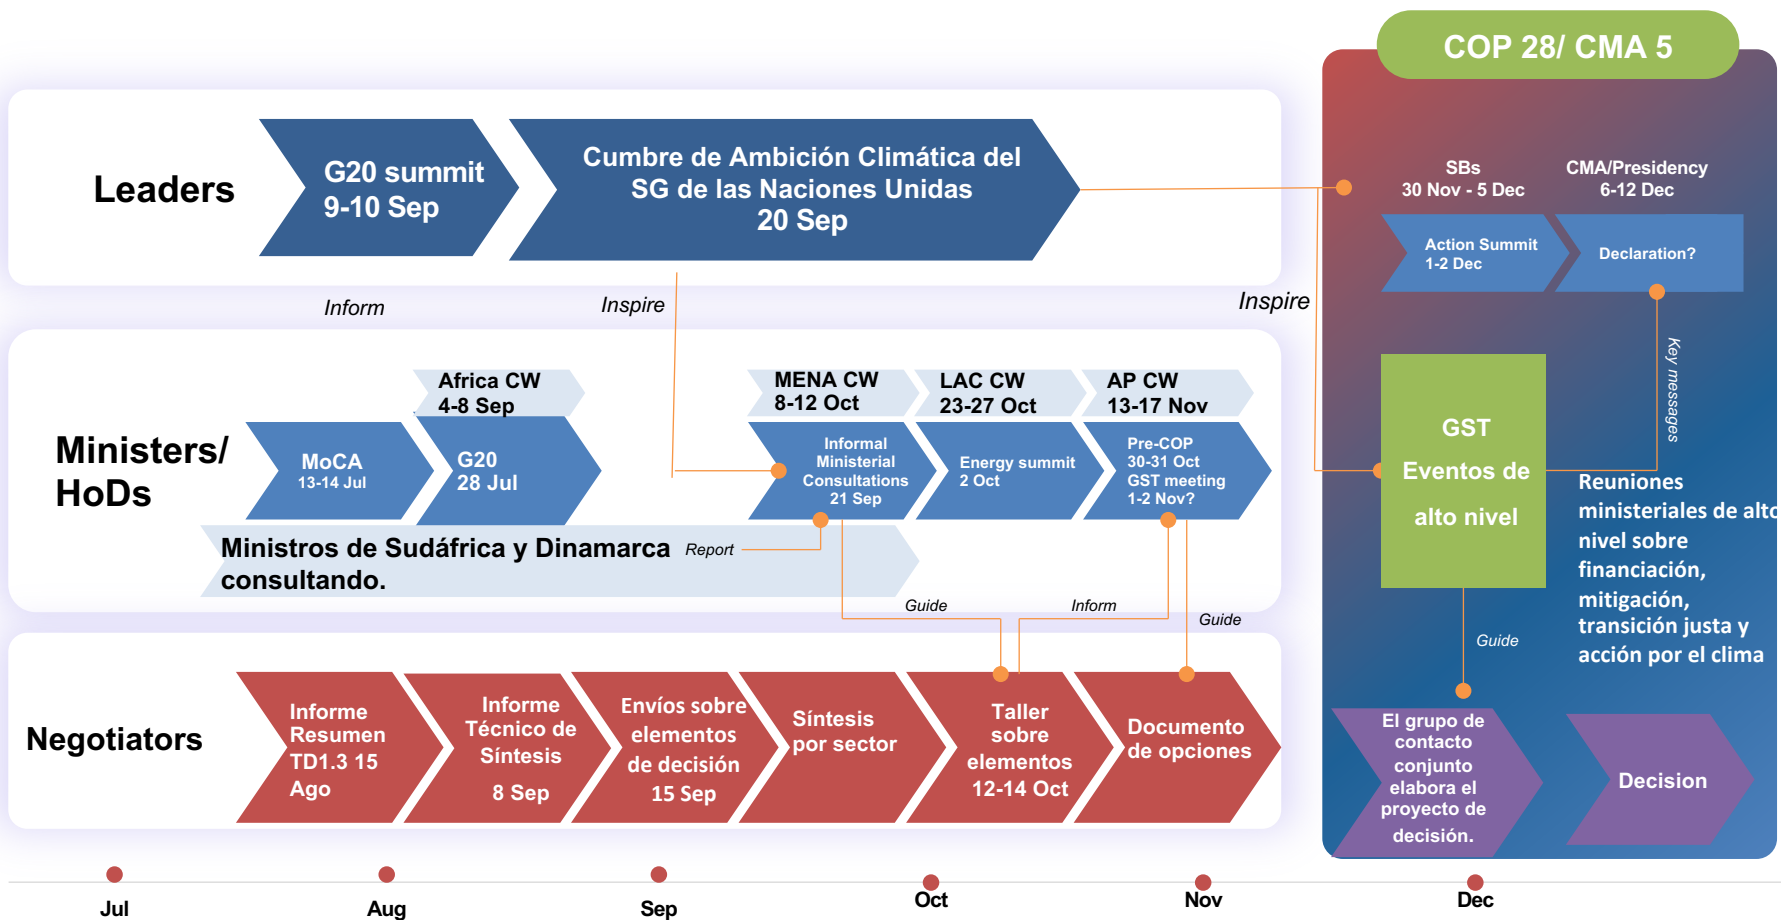 COP 28/ CMA 5
Leaders
G20 summit
9-10 Sep
Cumbre de Ambición Climática del
SG de las Naciones Unidas
20 Sep
SBs
30 Nov - 5 Dec
CMA/Presidency
6-12 Dec
Action Summit
1-2 Dec
Declaration?
Inform
Inspire
Inspire
Key messages
Ministers/
HoDs
Africa CW
4-8 Sep
MENA CW
8-12 Oct
LAC CW
23-27 Oct
AP CW
13-17 Nov
MoCA
13-14 Jul
G20
28 Jul
Informal
Ministerial
Consultations
21 Sep
Energy summit
2 Oct
Pre-COP
30-31 Oct
GST meeting
1-2 Nov?
GST
Eventos de
alto nivel
Reuniones
ministeriales de alto
nivel sobre
financiación,
mitigación,
transición justa y
acción por el clima
Ministros de Sudáfrica y Dinamarca
consultando.
Report
Guide
Inform
Guide
Guide
Negotiators
Informe
Resumen
TD1.3 15
Ago
Informe
Técnico de
Síntesis
8 Sep
Envíos sobre
elementos
de decisión
15 Sep
Síntesis
por sector
Taller
sobre
elementos
12-14 Oct
Documento
de opciones
El grupo de
contacto
conjunto
elabora el
proyecto de
decisión.
Decision
Jul
Aug
Sep
Oct
Nov
Dec